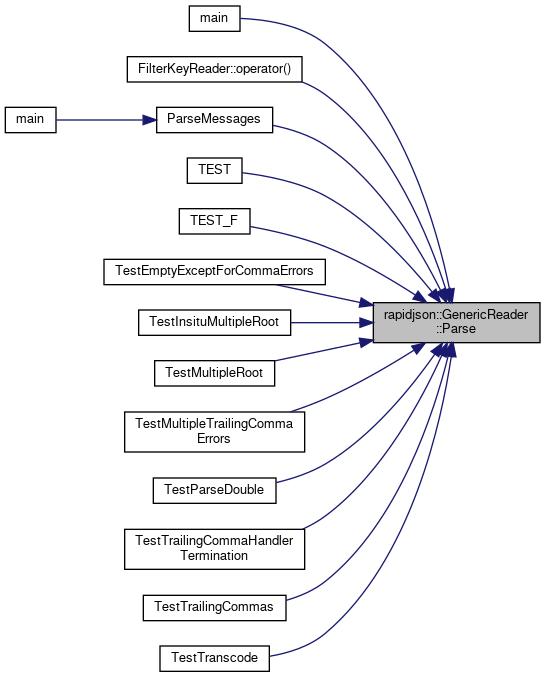 main
FilterKeyReader::operator()
main
ParseMessages
TEST
TEST_F
TestEmptyExceptForCommaErrors
rapidjson::GenericReader
::Parse
TestInsituMultipleRoot
TestMultipleRoot
TestMultipleTrailingComma
Errors
TestParseDouble
TestTrailingCommaHandler
Termination
TestTrailingCommas
TestTranscode